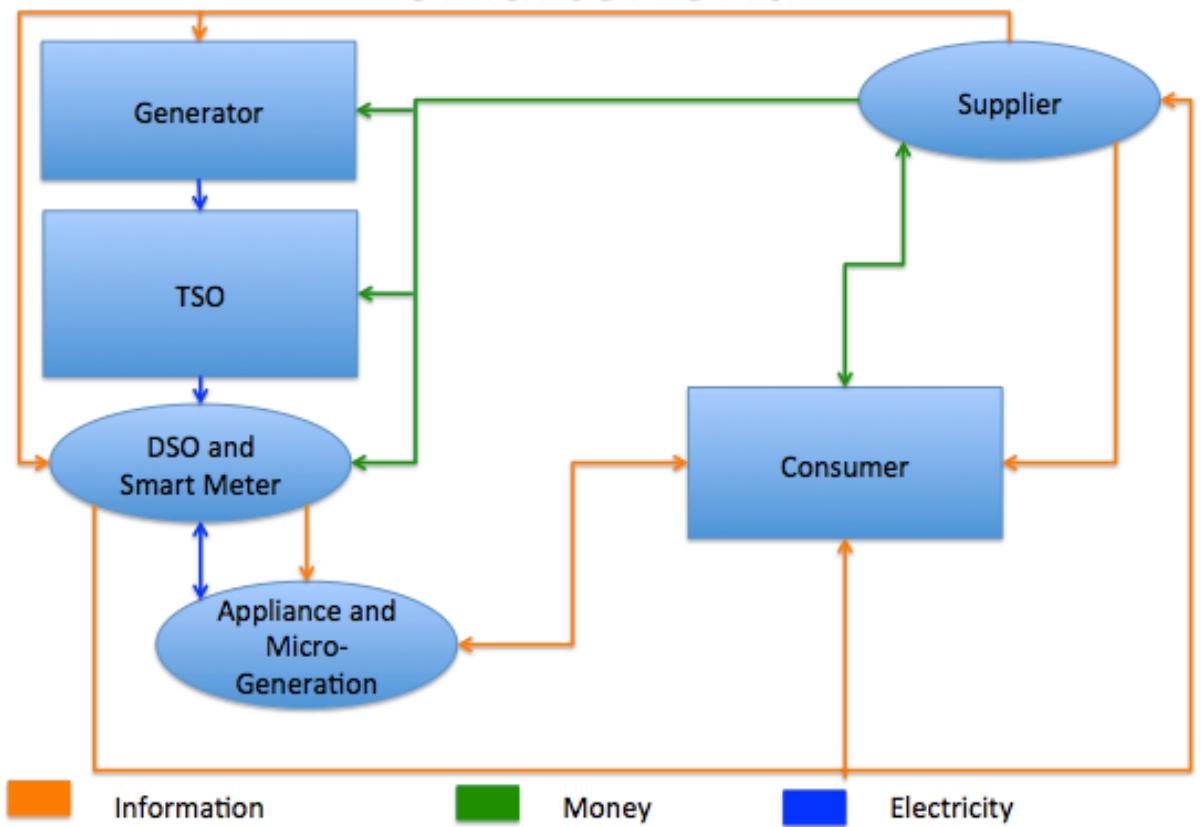 Generator
Supplier
TSO
DSO and
Smart Meter
Consumer
Appliance and
Micro-
Generation
Information
Money
Electricity